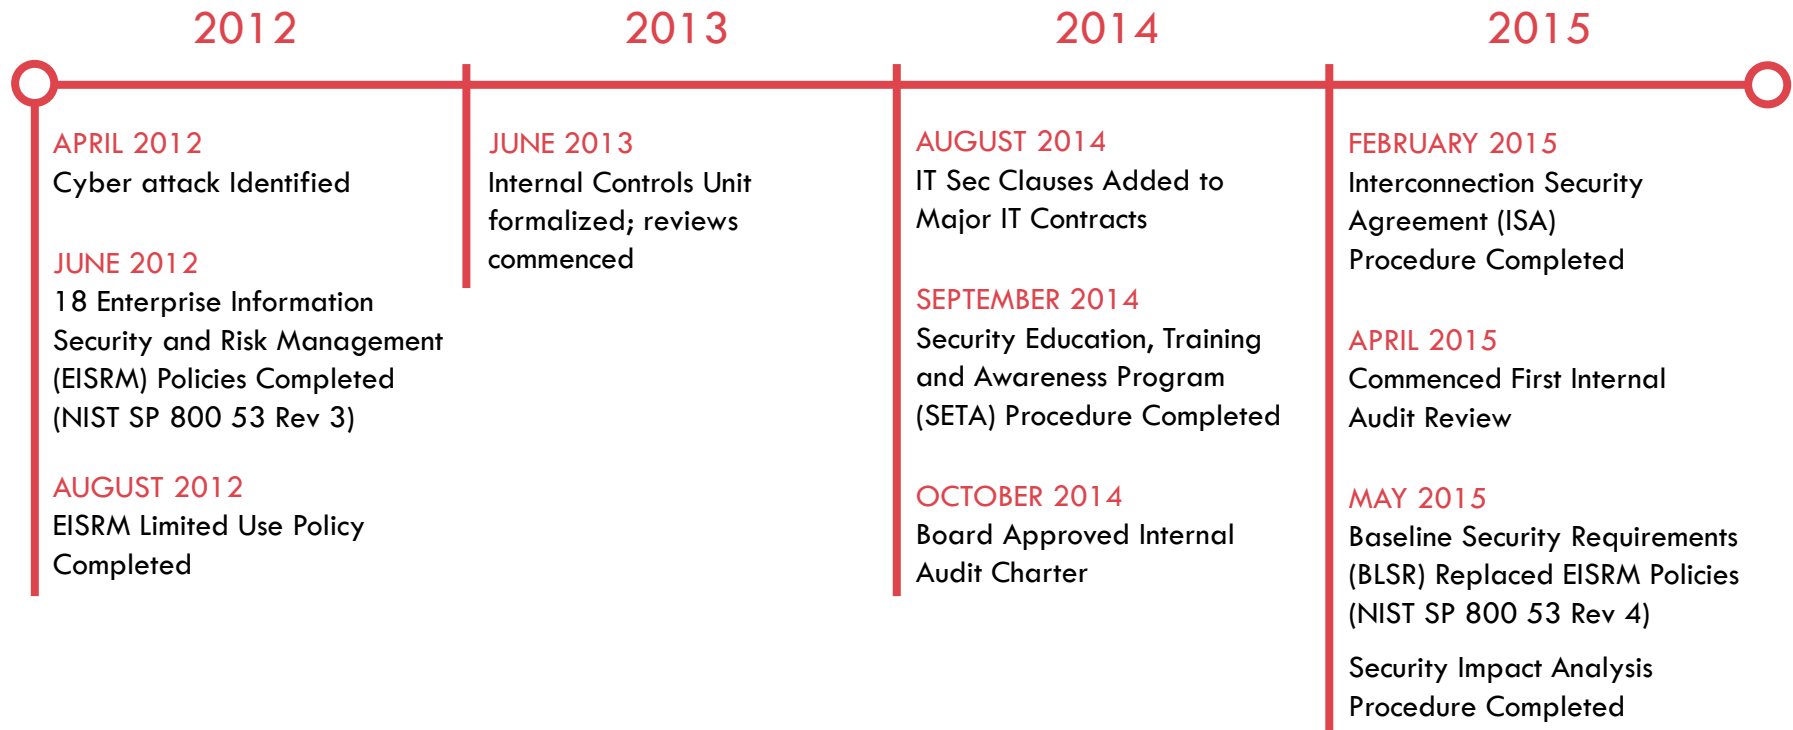 2012
2013
2014
2015
APRIL 2012
Cyber attack Identified
JUNE 2012
18 Enterprise Information
Security and Risk Management
(EISRM) Policies Completed
(NIST SP 800 53 Rev 3)
AUGUST 2012
EISRM Limited Use Policy
Completed
JUNE 2013
Internal Controls Unit
formalized; reviews
commenced
AUGUST 2014
IT Sec Clauses Added to
Major IT Contracts
SEPTEMBER 2014
Security Education, Training
and Awareness Program
(SETA) Procedure Completed
OCTOBER 2014
Board Approved Internal
Audit Charter
FEBRUARY 2015
Interconnection Security
Agreement (ISA)
Procedure Completed
APRIL 2015
Commenced First Internal
Audit Review
MAY 2015
Baseline Security Requirements
(BLSR) Replaced EISRM Policies
(NIST SP 800 53 Rev 4)
Security Impact Analysis
Procedure Completed